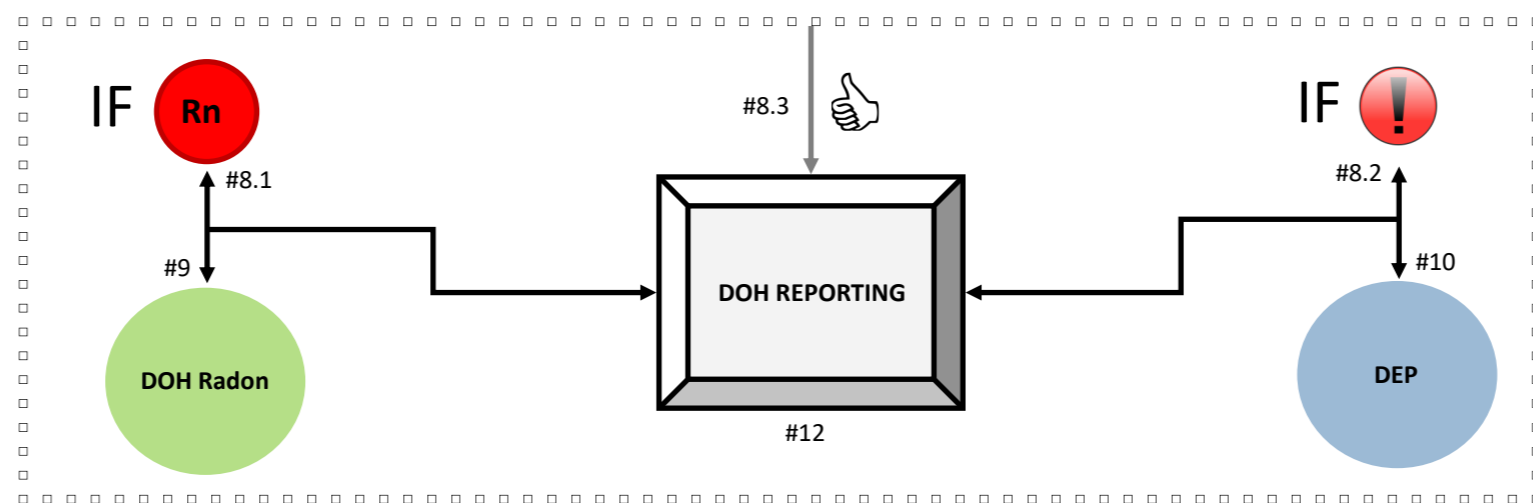 IF
Rn
#8.1
#9
DOH Radon
#8.3
DOH REPORTING
#12
IF
!
#8.2
#10
DEP